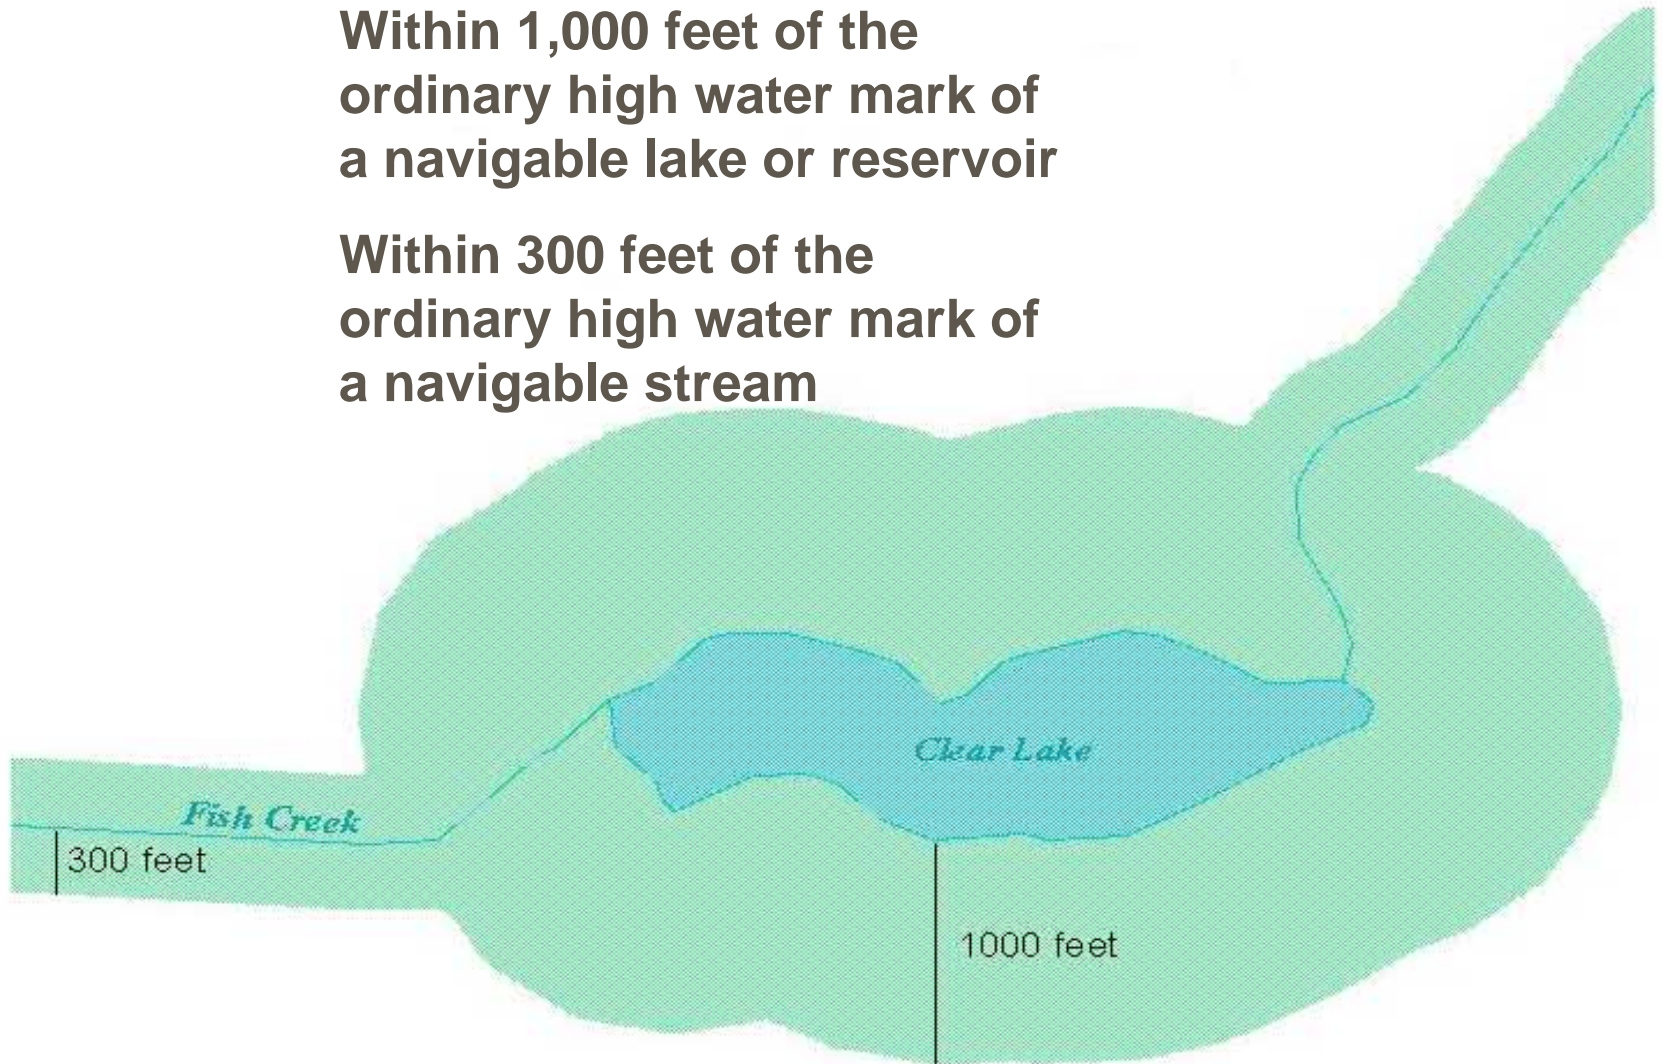 Within 1,000 feet of the
ordinary high water mark of
a navigable lake or reservoir
Within 300 feet of the
ordinary high water mark of
a navigable stream
Clear Lake
Fish Creek
300 feet
1000 feet